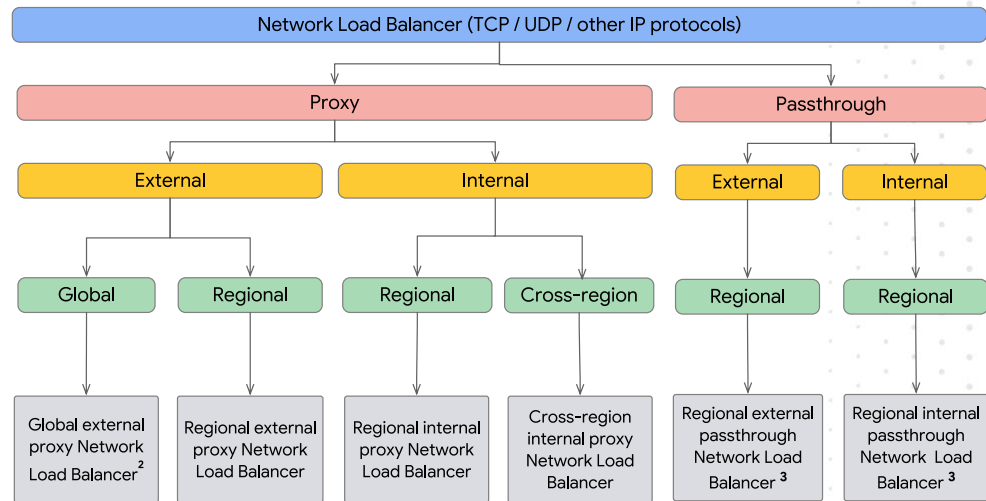 Network Load Balancer (TCP / UDP / other IP protocols)
Proxy
Passthrough
External
Internal
External
Internal
Global
Regional
Regional
Cross-region
Regional
Regional
Global external
proxy Network
Load Balancer 2
Regional external
proxy Network
Load Balancer
Regional internal
proxy Network
Load Balancer
Cross-region
internal proxy
Network Load
Balancer
Regional external
passthrough
Network Load
Balancer 3
Regional internal
passthrough
Network Load
Balancer 3